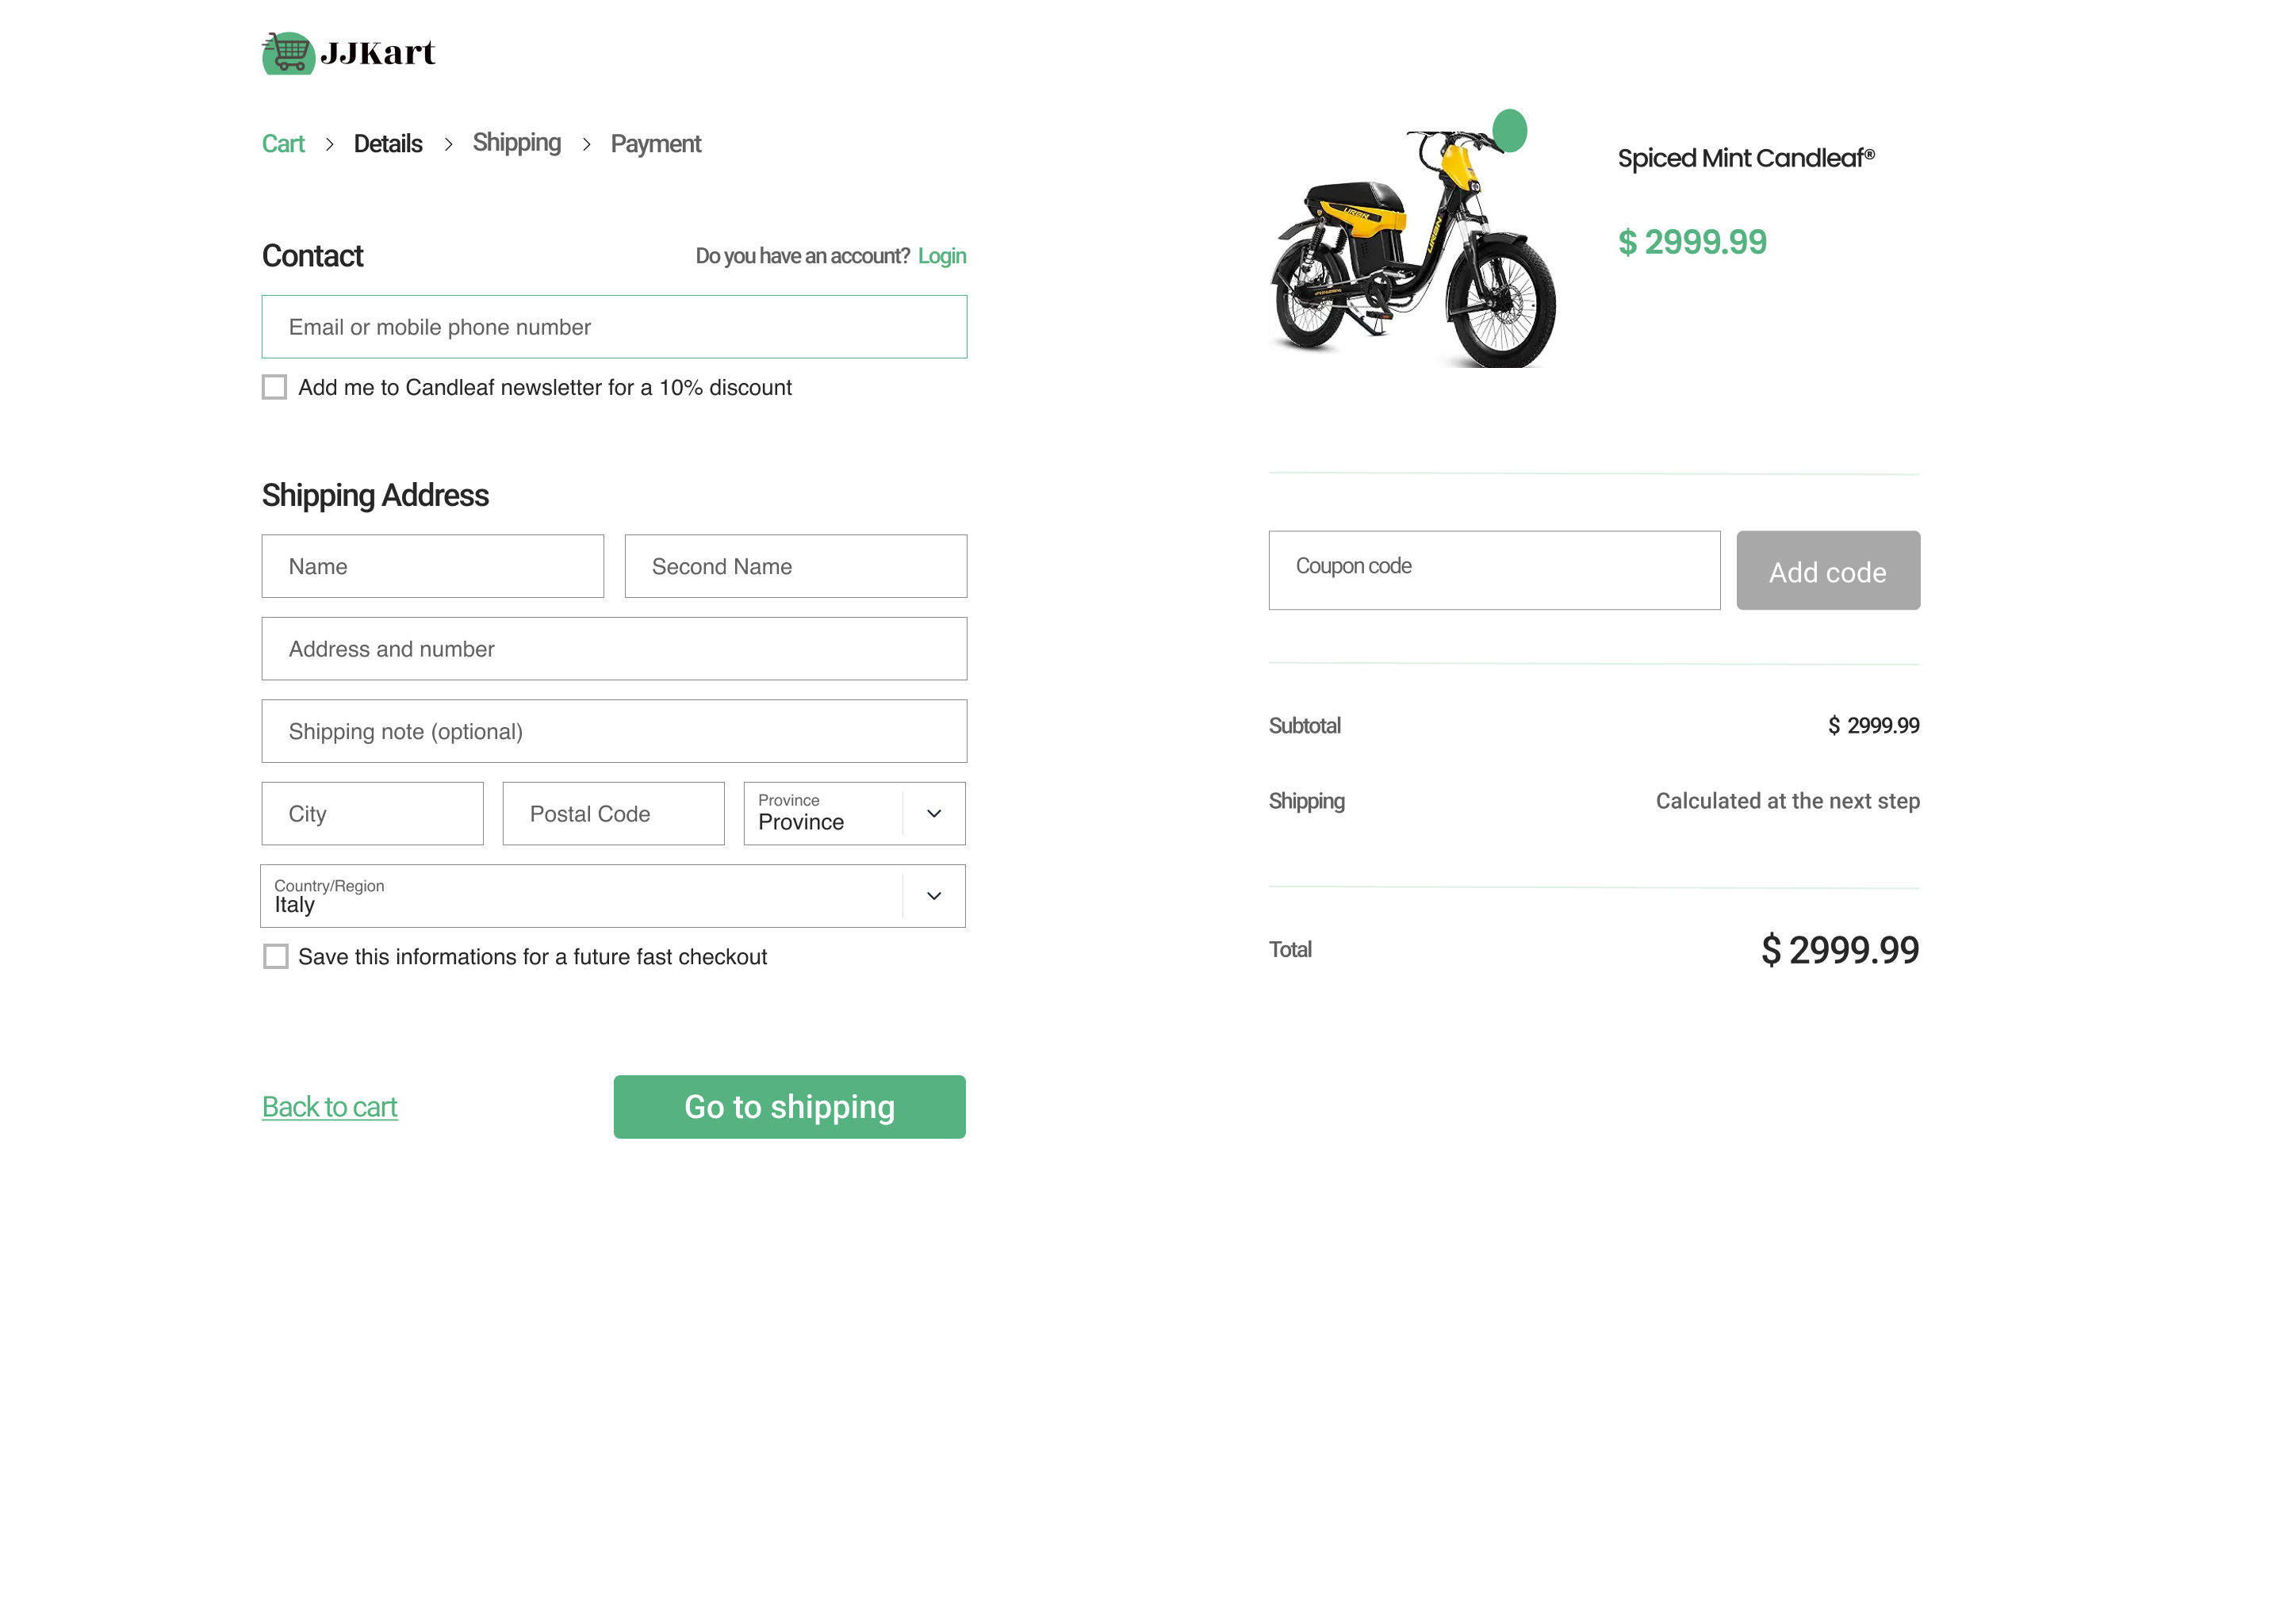 JJKart
Cart > Details > Shipping > Payment
Contact
Do you have an account? Login
Email or mobile phone number
Add me to Candleaf newsletter for a 10% discount
Shipping Address
Name
Second Name
Address and number
Shipping note (optional)
City
Postal Code
Province
Province
Country/Region
Italy
Save this informations for a future fast checkout
Back to cart
Go to shipping
URBN
URBN
Spiced Mint Candleaf®
$ 2999.99
Coupon code
Add code
Subtotal
$ 2999.99
Shipping
Calculated at the next step
Total
$ 2999.99